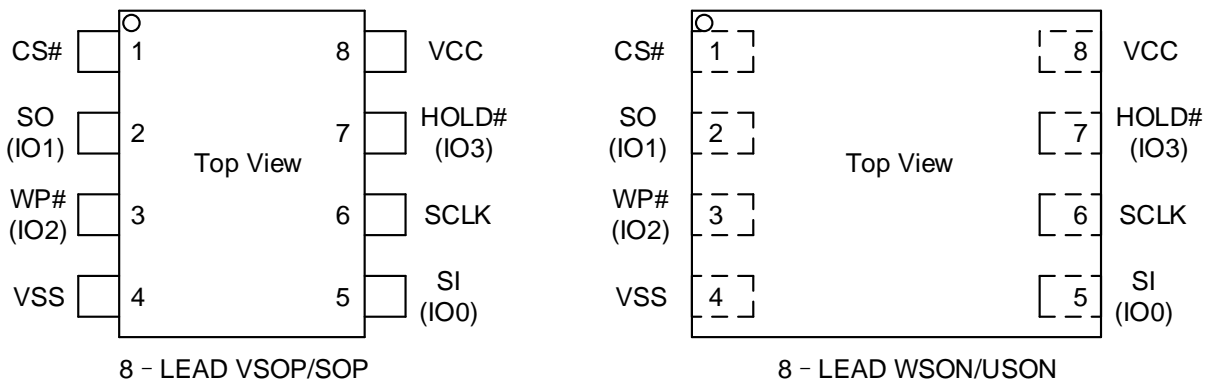 CS#
1
8
VCC
SO
(IO1)
2
7
HOLD#
(IO3)
Top View
WP#
(IO2)
3
6
SCLK
VSS
4
5
SI
(IO0)
8 – LEAD VSOP/SOP
CS#
1
8
VCC
SO
(IO1)
2
7
HOLD#
(IO3)
Top View
WP#
(IO2)
3
6
SCLK
VSS
4
5
SI
(IO0)
8 – LEAD WSON/USON